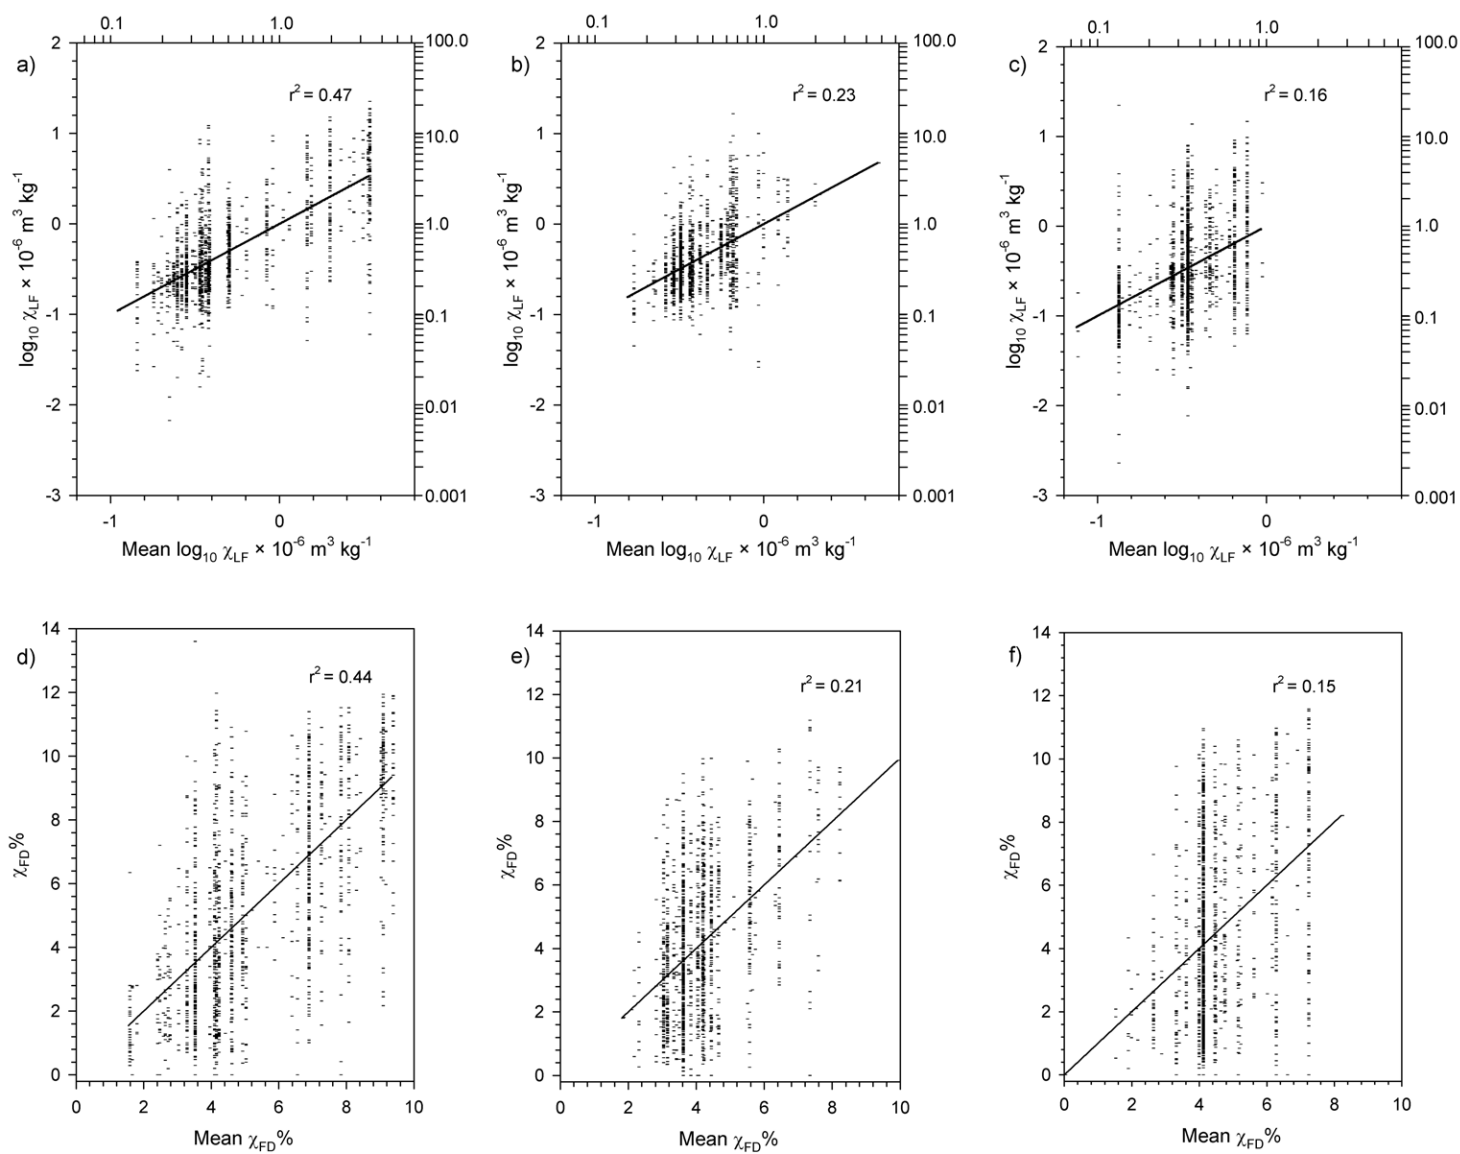 0.1 1.0
0.1 1.0
0.1 1.0
a)
r² = 0.47
2
1
0
-1
-2
-3
100.0
10.0
1.0
0.1
0.01
0.001
log₁₀ χLF × 10⁻⁶ m³ kg⁻¹
-1 0
Mean log₁₀ χLF × 10⁻⁶ m³ kg⁻¹
b)
r² = 0.23
2
1
0
-1
-2
-3
100.0
10.0
1.0
0.1
0.01
0.001
log₁₀ χLF × 10⁻⁶ m³ kg⁻¹
-1 0
Mean log₁₀ χLF × 10⁻⁶ m³ kg⁻¹
c)
r² = 0.16
2
1
0
-1
-2
-3
100.0
10.0
1.0
0.1
0.01
0.001
log₁₀ χLF × 10⁻⁶ m³ kg⁻¹
-1 0
Mean log₁₀ χLF × 10⁻⁶ m³ kg⁻¹
d)
r² = 0.44
14
12
10
8
6
4
2
0
χFD%
0 2 4 6 8 10
Mean χFD%
e)
r² = 0.21
14
12
10
8
6
4
2
0
χFD%
0 2 4 6 8 10
Mean χFD%
f)
r² = 0.15
14
12
10
8
6
4
2
0
χFD%
0 2 4 6 8 10
Mean χFD%